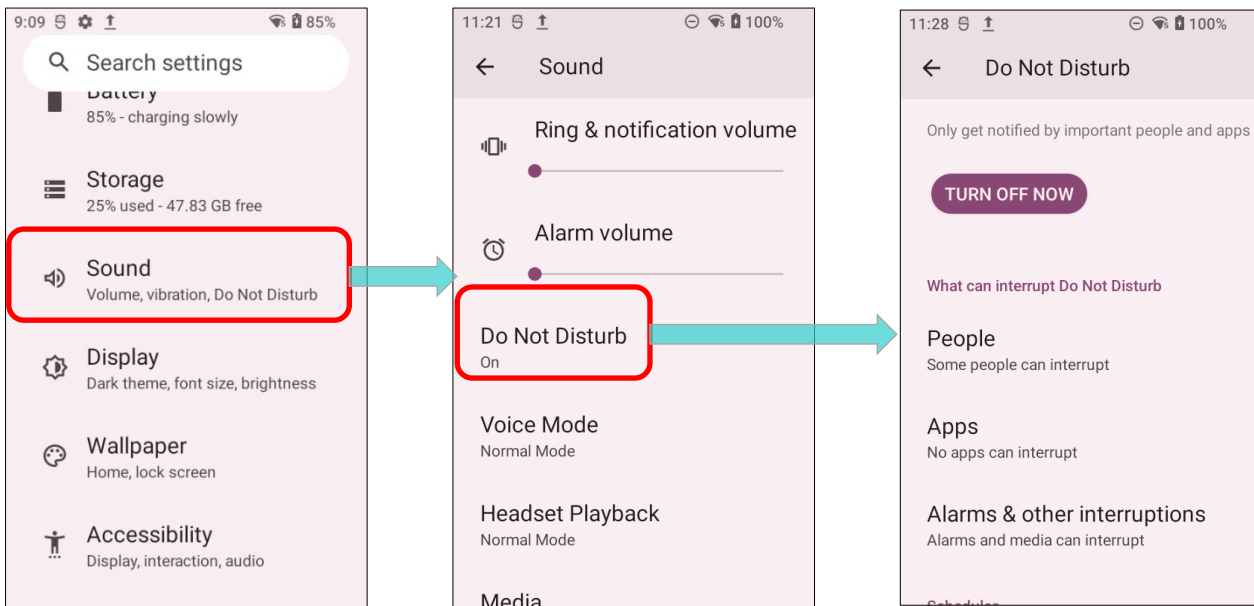 9:09
85%
Search settings
Battery
85% - charging slowly
Storage
25% used - 47.83 GB free
Sound
Volume, vibration, Do Not Disturb
Display
Dark theme, font size, brightness
Wallpaper
Home, lock screen
Accessibility
Display, interaction, audio
11:21
100%
Sound
Ring & notification volume
Alarm volume
Do Not Disturb
On
Voice Mode
Normal Mode
Headset Playback
Normal Mode
Media
11:28
100%
Do Not Disturb
Only get notified by important people and apps
TURN OFF NOW
What can interrupt Do Not Disturb
People
Some people can interrupt
Apps
No apps can interrupt
Alarms & other interruptions
Alarms and media can interrupt
Schedules